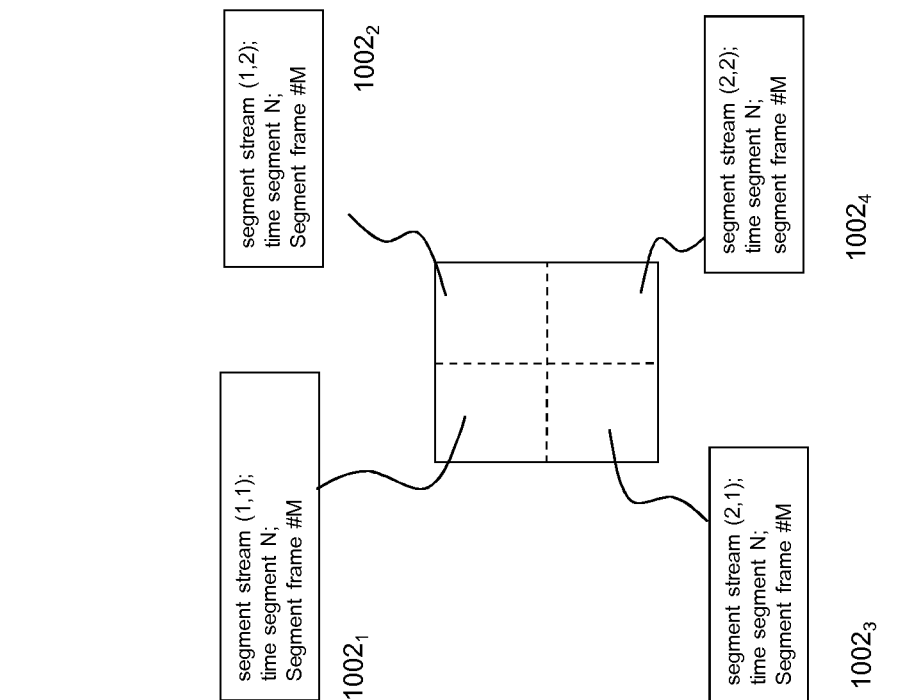 segment stream (1,1);
time segment N;
Segment frame #M
1002₁
segment stream (1,2);
time segment N;
Segment frame #M
1002₂
segment stream (2,1);
time segment N;
Segment frame #M
1002₃
segment stream (2,2);
time segment N;
segment frame #M
1002₄